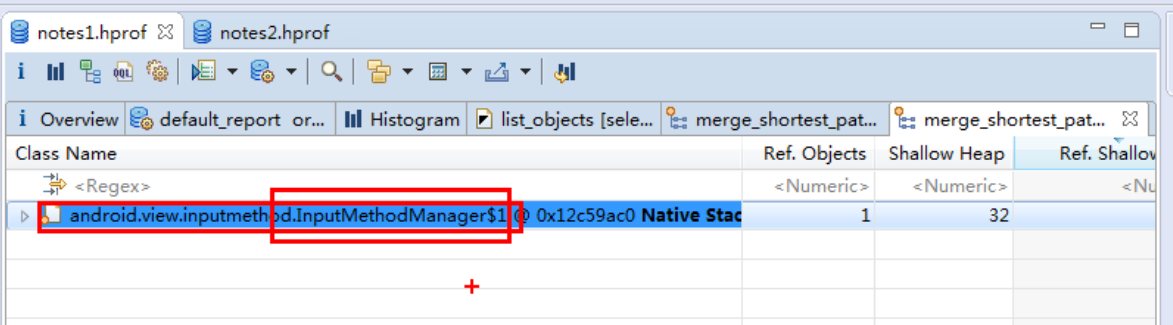 notes1.hprof notes2.hprof
i OQL
i Overview default_report or... Histogram list_objects [sele... merge_shortest_pat... merge_shortest_pat...
Class Name Ref. Objects Shallow Heap Ref. Shallow
<Regex> <Numeric> <Numeric> <Nu
android.view.inputmethod.InputMethodManager$1 @ 0x12c59ac0 Native Stac 1 32